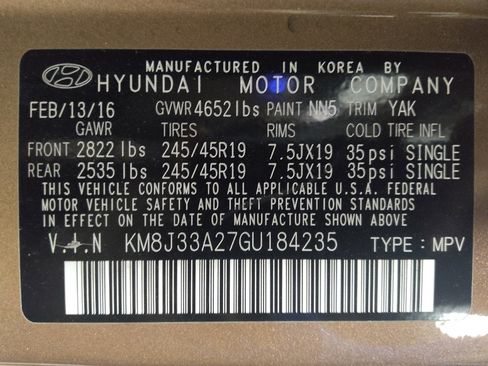 MANUFACTURED IN KOREA BY
HYUNDAI MOTOR COMPANY
FEB/13/16 GVWR 4652 lbs PAINT NN5 TRIM YAK
GAWR TIRES RIMS COLD TIRE INFL
FRONT 2822 lbs 245/45R19 7.5JX19 35psi SINGLE
REAR 2535 lbs 245/45R19 7.5JX19 35psi SINGLE
THIS VEHICLE CONFORMS TO ALL APPLICABLE U.S.A. FEDERAL
MOTOR VEHICLE SAFETY, BUMPER, AND THEFT PREVENTION STANDARDS
IN EFFECT ON THE DATE OF MANUFACTURE SHOWN ABOVE.
V.I.N KM8J33A27GU184235 TYPE : MPV